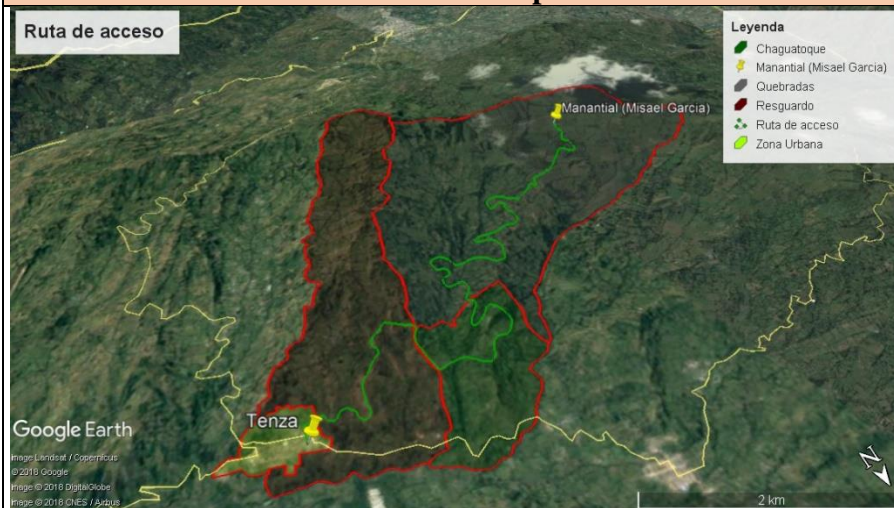 Ruta de acceso
Leyenda
Chaguatoque
Manantial (Misael Garcia)
Quebradas
Resguardo
Ruta de acceso
Zona Urbana
Manantial (Misael Garcia)
Tenza
Google Earth
Image Landsat / Copernicus
© 2018 Google
Image © 2018 DigitalGlobe
Image © 2018 CNES / Airbus
N
2 km